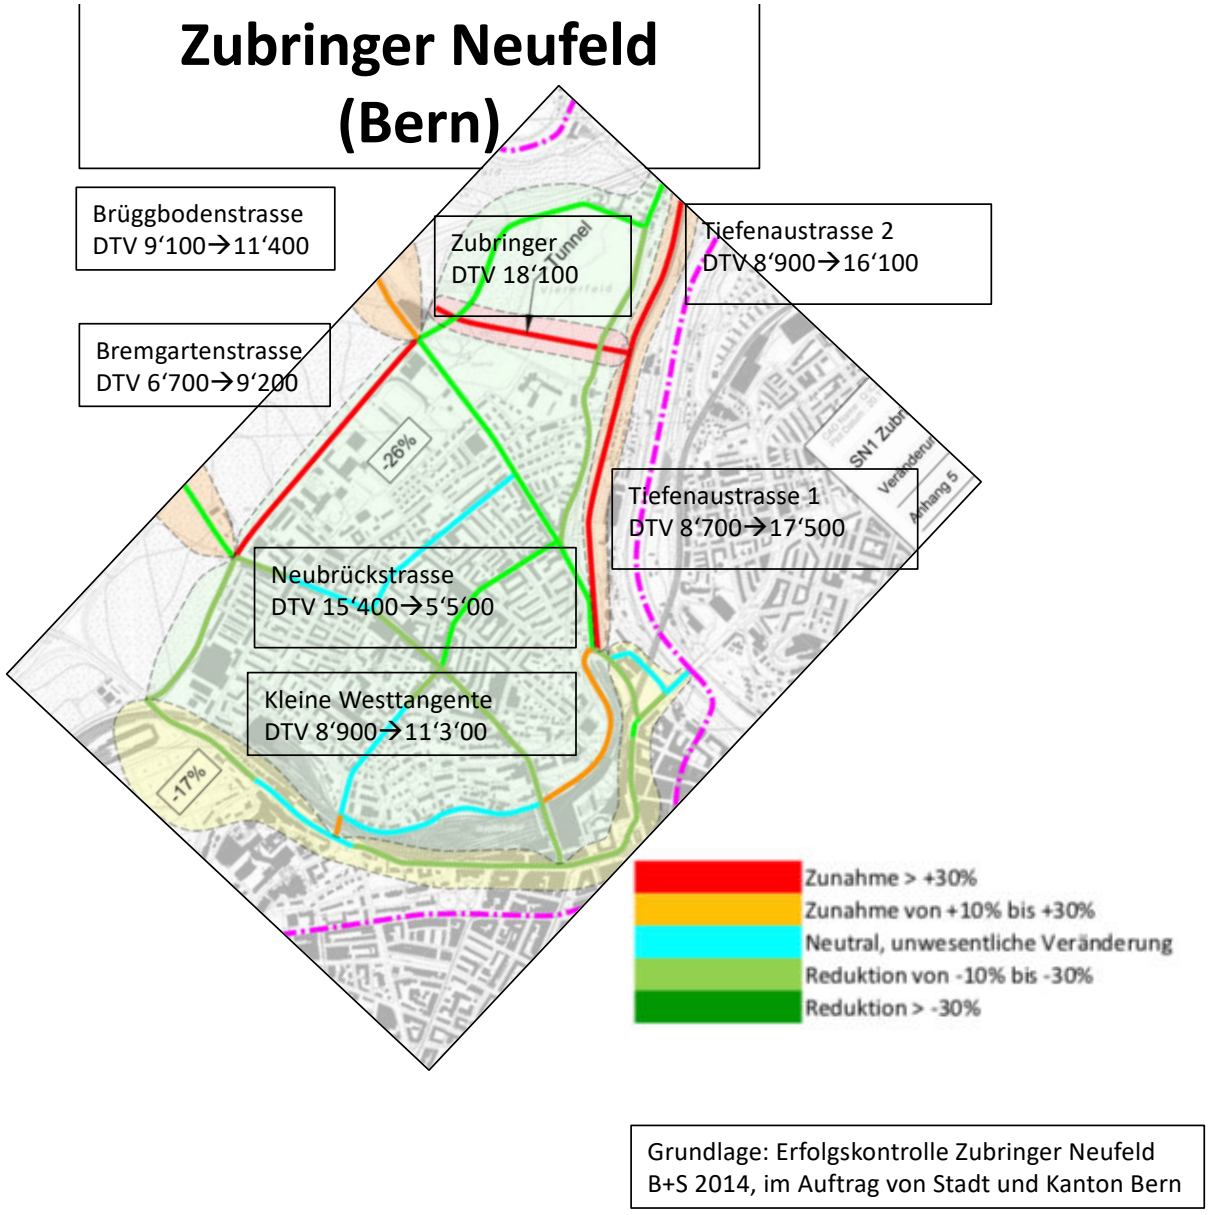 Zubringer Neufeld
(Bern)
Brüggbodenstrasse
DTV 9‘100→11‘400
Zubringer
DTV 18‘100
Tunnel
Viererfeld
Tiefenaustrasse 2
DTV 8‘900→16‘100
Bremgartenstrasse
DTV 6‘700→9‘200
-26%
SN1 Zubr
Veränderun
Anhang 5
Tiefenaustrasse 1
DTV 8‘700→17‘500
Neubrückstrasse
DTV 15‘400→5‘5‘00
Kleine Westtangente
DTV 8‘900→11‘3‘00
-17%
Zunahme > +30%
Zunahme von +10% bis +30%
Neutral, unwesentliche Veränderung
Reduktion von -10% bis -30%
Reduktion > -30%
Grundlage: Erfolgskontrolle Zubringer Neufeld
B+S 2014, im Auftrag von Stadt und Kanton Bern